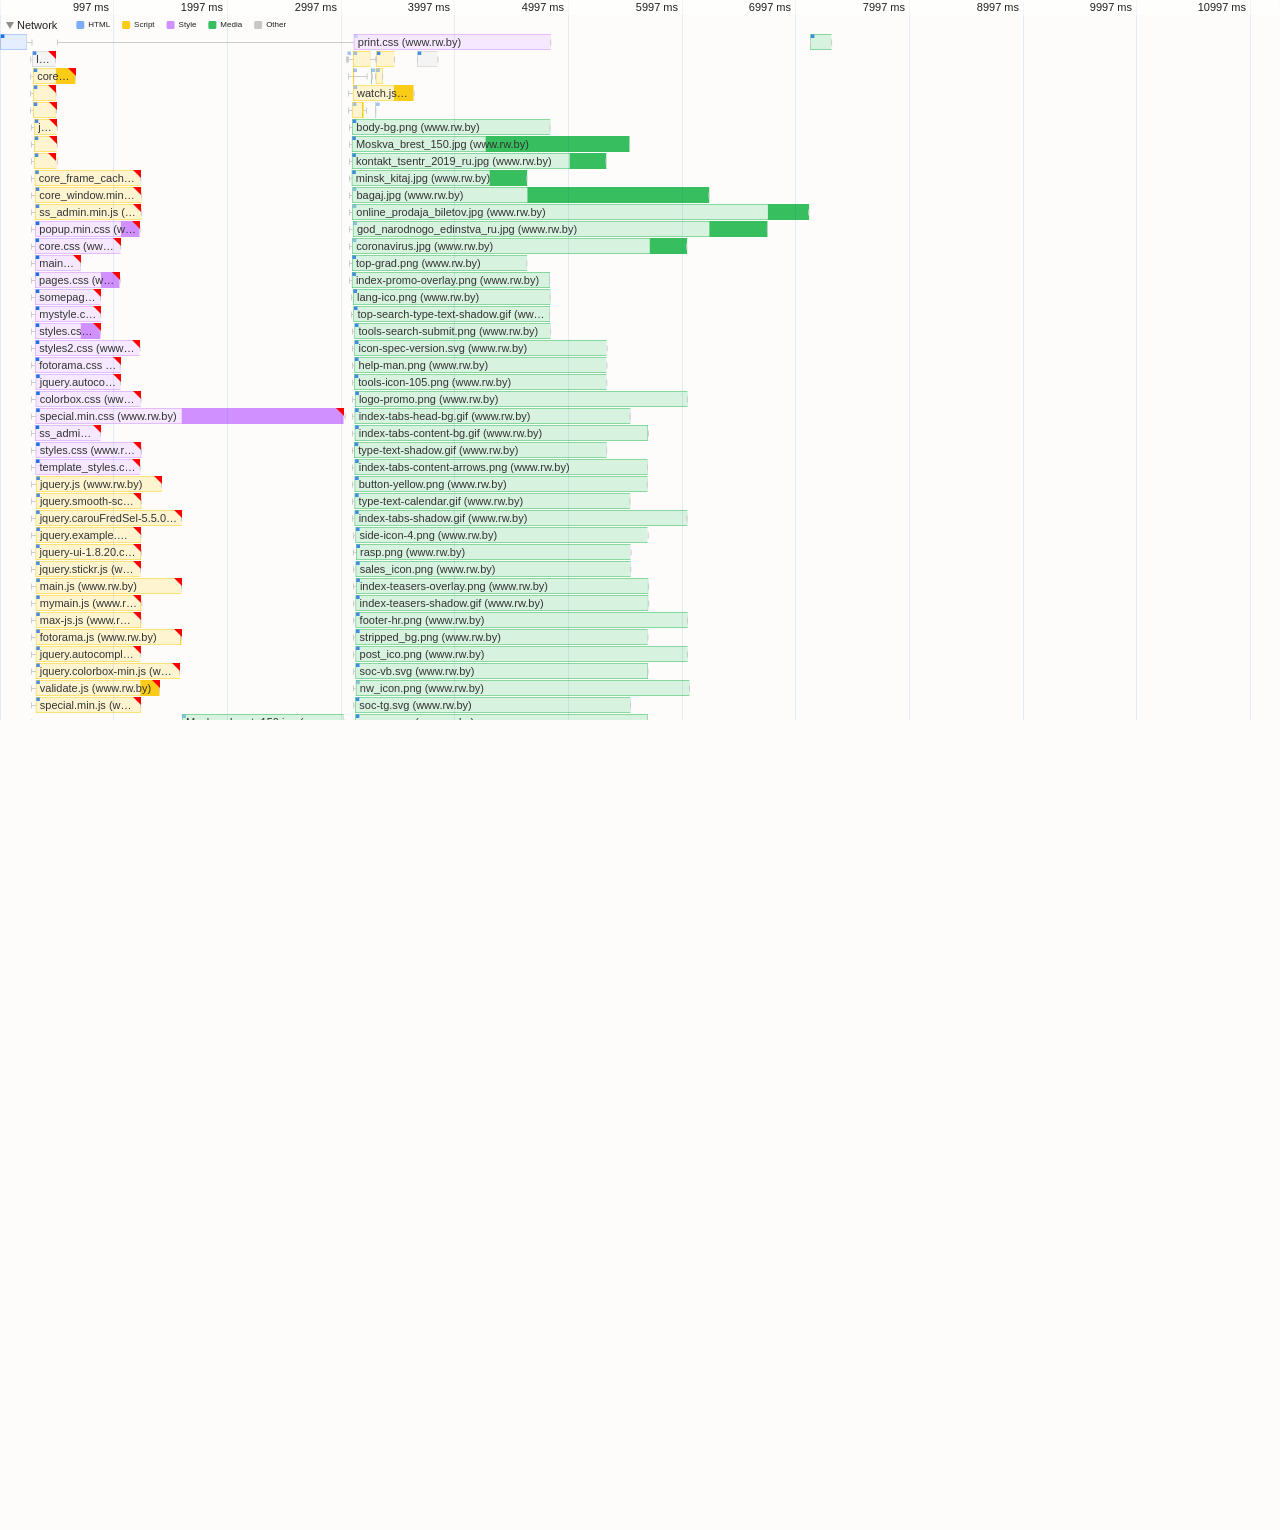 997 ms 1997 ms 2997 ms 3997 ms 4997 ms 5997 ms 6997 ms 7997 ms 8997 ms 9997 ms 10997 ms
Network HTML Script Style Media Other
print.css (www.rw.by)
l…
core…
watch.js…
j… body-bg.png (www.rw.by)
Moskva_brest_150.jpg (www.rw.by)
kontakt_tsentr_2019_ru.jpg (www.rw.by)
core_frame_cach… minsk_kitaj.jpg (www.rw.by)
core_window.min… bagaj.jpg (www.rw.by)
ss_admin.min.js (… online_prodaja_biletov.jpg (www.rw.by)
popup.min.css (w… god_narodnogo_edinstva_ru.jpg (www.rw.by)
core.css (ww… coronavirus.jpg (www.rw.by)
main… top-grad.png (www.rw.by)
pages.css (w… index-promo-overlay.png (www.rw.by)
somepag… lang-ico.png (www.rw.by)
mystyle.c… top-search-type-text-shadow.gif (ww…
styles.cs… tools-search-submit.png (www.rw.by)
styles2.css (www… icon-spec-version.svg (www.rw.by)
fotorama.css … help-man.png (www.rw.by)
jquery.autoco… tools-icon-105.png (www.rw.by)
colorbox.css (ww… logo-promo.png (www.rw.by)
special.min.css (www.rw.by) index-tabs-head-bg.gif (www.rw.by)
ss_admi… index-tabs-content-bg.gif (www.rw.by)
styles.css (www.r… type-text-shadow.gif (www.rw.by)
template_styles.c… index-tabs-content-arrows.png (www.rw.by)
jquery.js (www.rw.by) button-yellow.png (www.rw.by)
jquery.smooth-sc… type-text-calendar.gif (www.rw.by)
jquery.carouFredSel-5.5.0… index-tabs-shadow.gif (www.rw.by)
jquery.example.… side-icon-4.png (www.rw.by)
jquery-ui-1.8.20.c… rasp.png (www.rw.by)
jquery.stickr.js (w… sales_icon.png (www.rw.by)
main.js (www.rw.by) index-teasers-overlay.png (www.rw.by)
mymain.js (www.r… index-teasers-shadow.gif (www.rw.by)
max-js.js (www.r… footer-hr.png (www.rw.by)
fotorama.js (www.rw.by) stripped_bg.png (www.rw.by)
jquery.autocompl… post_ico.png (www.rw.by)
jquery.colorbox-min.js (w… soc-vb.svg (www.rw.by)
validate.js (www.rw.by) nw_icon.png (www.rw.by)
special.min.js (w… soc-tg.svg (www.rw.by)